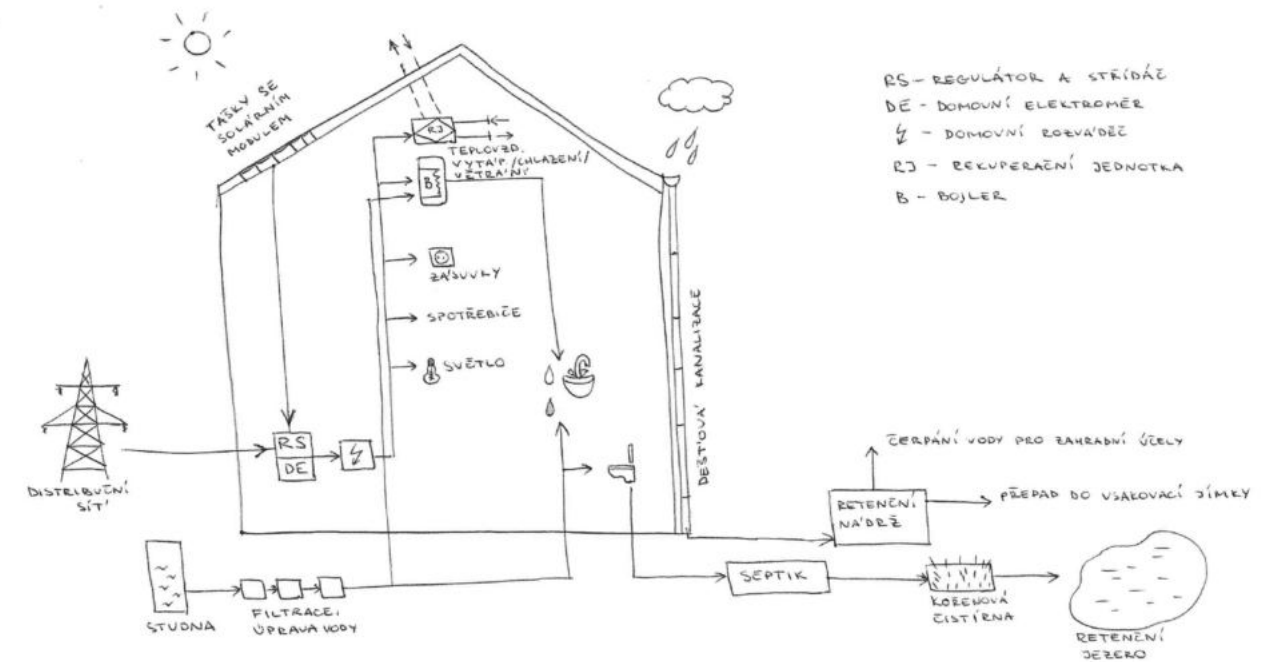 TAŠKY SE
SOLÁRNÍM
MODULEM
RJ
TEPLOVZD.
VYTÁP./CHLAZENÍ/
VĚTRÁNÍ
B
ZÁSUVKY
SPOTŘEBIČE
SVĚTLO
RS
DE
DISTRIBUČNÍ
SÍŤ
STUDNA
FILTRACE,
ÚPRAVA VODY
DEŠŤOVÁ KANALIZACE
RS - REGULÁTOR A STŘÍDAČ
DE - DOMOVNÍ ELEKTROMĚR
- DOMOVNÍ ROZVADĚČ
RJ - REKUPERAČNÍ JEDNOTKA
B - BOJLER
ČERPÁNÍ VODY PRO ZAHRADNÍ ÚČELY
PŘEPAD DO VSAKOVACÍ JÍMKY
RETENČNÍ
NÁDRŽ
SEPTIK
KOŘENOVÁ
ČISTÍRNA
RETENČNÍ
JEZERO